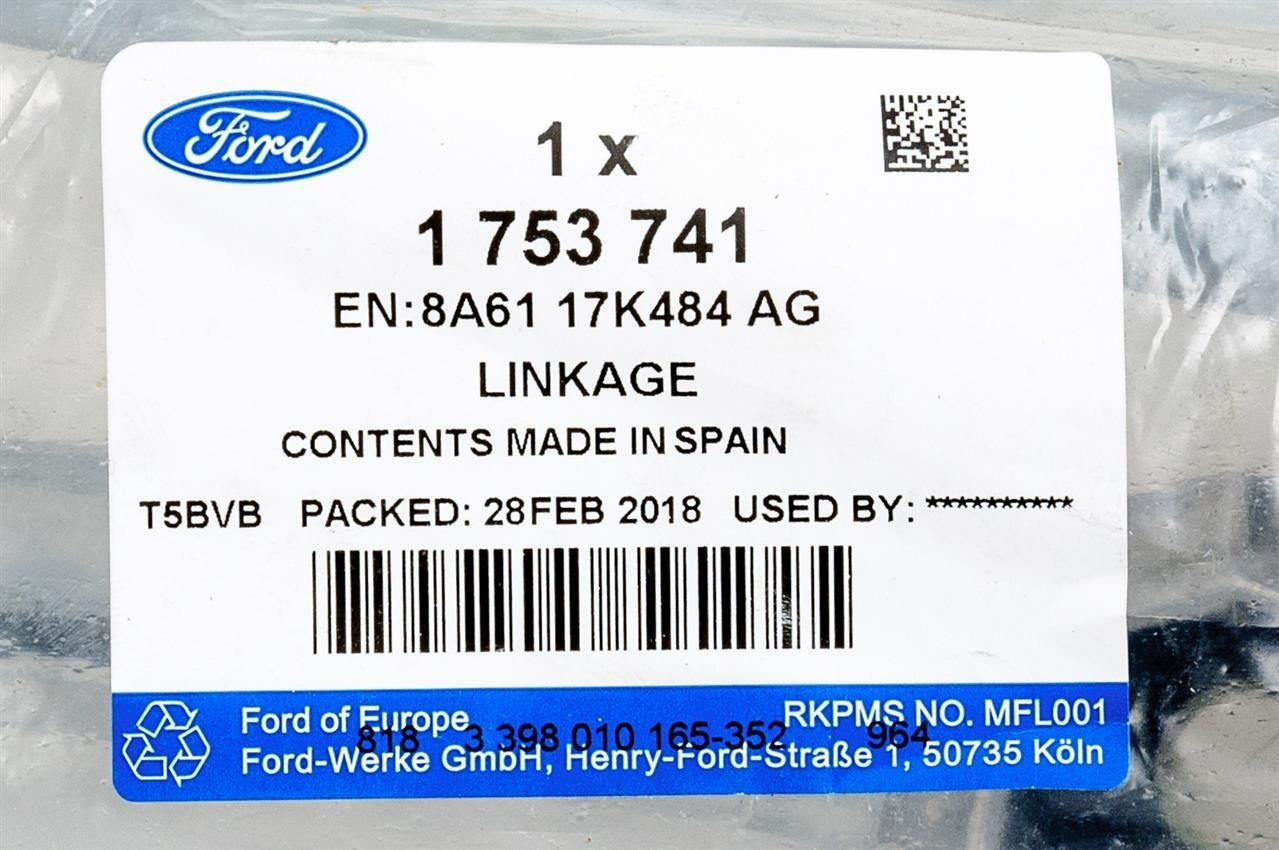 Ford
1 x
1 753 741
EN:8A61 17K484 AG
LINKAGE
CONTENTS MADE IN SPAIN
T5BVB PACKED: 28FEB 2018 USED BY: **********
Ford of Europe RKPMS NO. MFL001
818 3 398 010 165-352 964
Ford-Werke GmbH, Henry-Ford-Straße 1, 50735 Köln